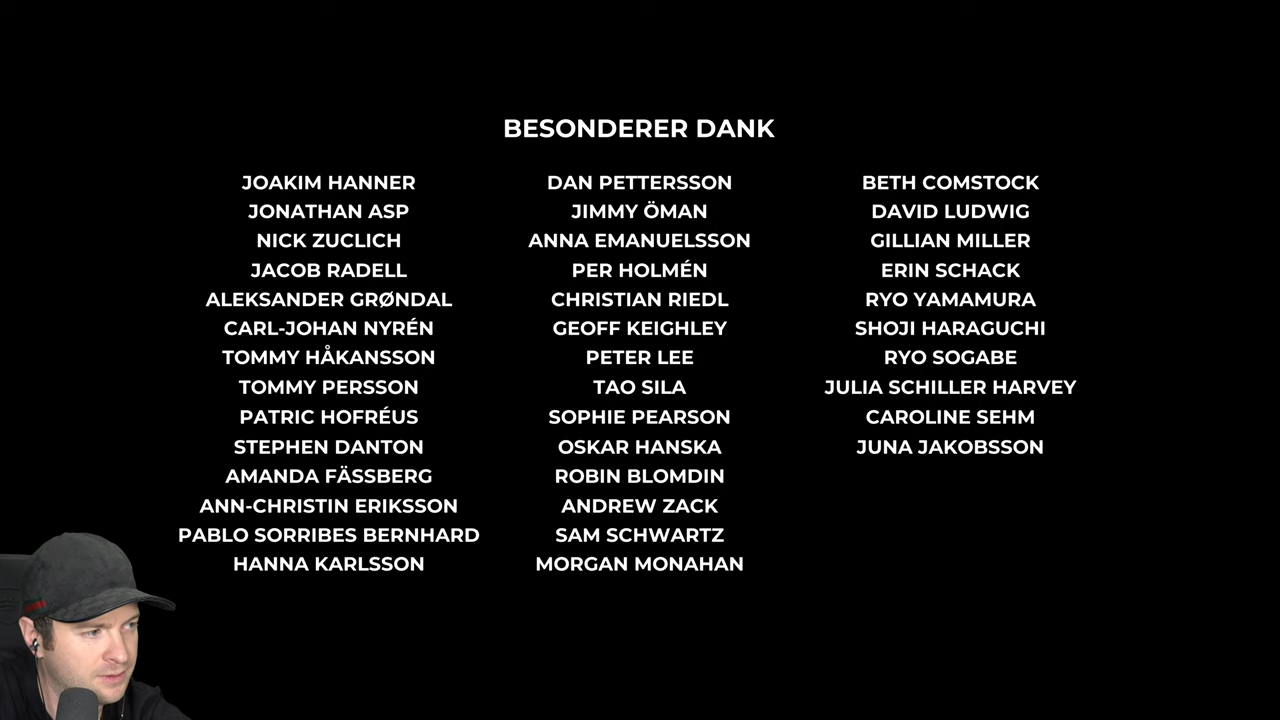 BESONDERER DANK
JOAKIM HANNER
JONATHAN ASP
NICK ZUCLICH
JACOB RADELL
ALEKSANDER GRØNDAL
CARL-JOHAN NYRÉN
TOMMY HÅKANSSON
TOMMY PERSSON
PATRIC HOFRÉUS
STEPHEN DANTON
AMANDA FÄSSBERG
ANN-CHRISTIN ERIKSSON
PABLO SORRIBES BERNHARD
HANNA KARLSSON
DAN PETTERSSON
JIMMY ÖMAN
ANNA EMANUELSSON
PER HOLMÉN
CHRISTIAN RIEDL
GEOFF KEIGHLEY
PETER LEE
TAO SILA
SOPHIE PEARSON
OSKAR HANSKA
ROBIN BLOMDIN
ANDREW ZACK
SAM SCHWARTZ
MORGAN MONAHAN
BETH COMSTOCK
DAVID LUDWIG
GILLIAN MILLER
ERIN SCHACK
RYO YAMAMURA
SHOJI HARAGUCHI
RYO SOGABE
JULIA SCHILLER HARVEY
CAROLINE SEHM
JUNA JAKOBSSON